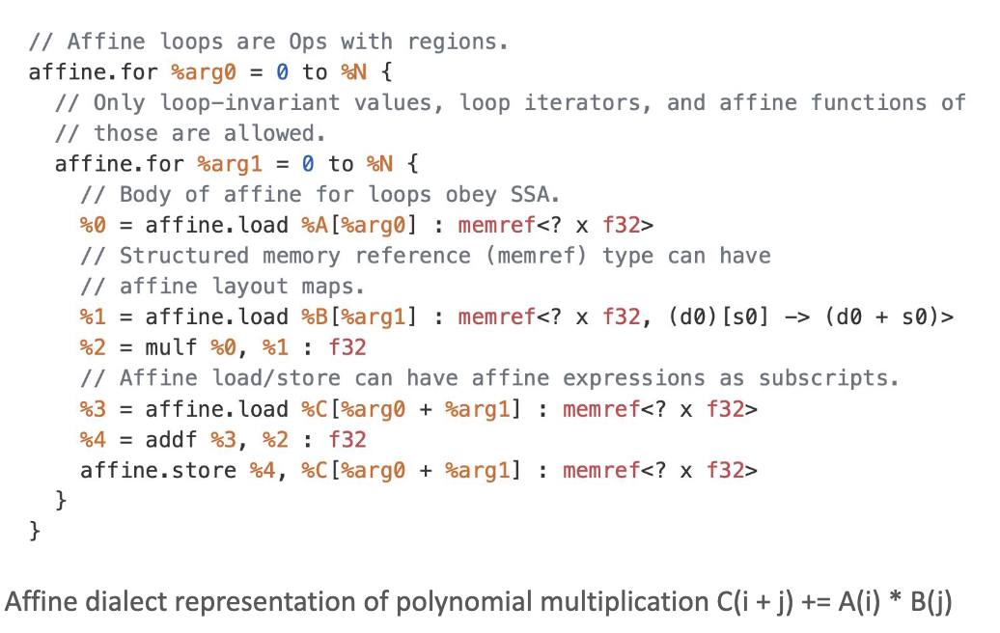 // Affine loops are Ops with regions.
affine.for %arg0 = 0 to %N {
// Only loop-invariant values, loop iterators, and affine functions of
// those are allowed.
affine.for %arg1 = 0 to %N {
// Body of affine for loops obey SSA.
%0 = affine.load %A[%arg0] : memref<? x f32>
// Structured memory reference (memref) type can have
// affine layout maps.
%1 = affine.load %B[%arg1] : memref<? x f32, (d0)[s0] -> (d0 + s0)>
%2 = mulf %0, %1 : f32
// Affine load/store can have affine expressions as subscripts.
%3 = affine.load %C[%arg0 + %arg1] : memref<? x f32>
%4 = addf %3, %2 : f32
affine.store %4, %C[%arg0 + %arg1] : memref<? x f32>
}
}
Affine dialect representation of polynomial multiplication C(i + j) += A(i) * B(j)